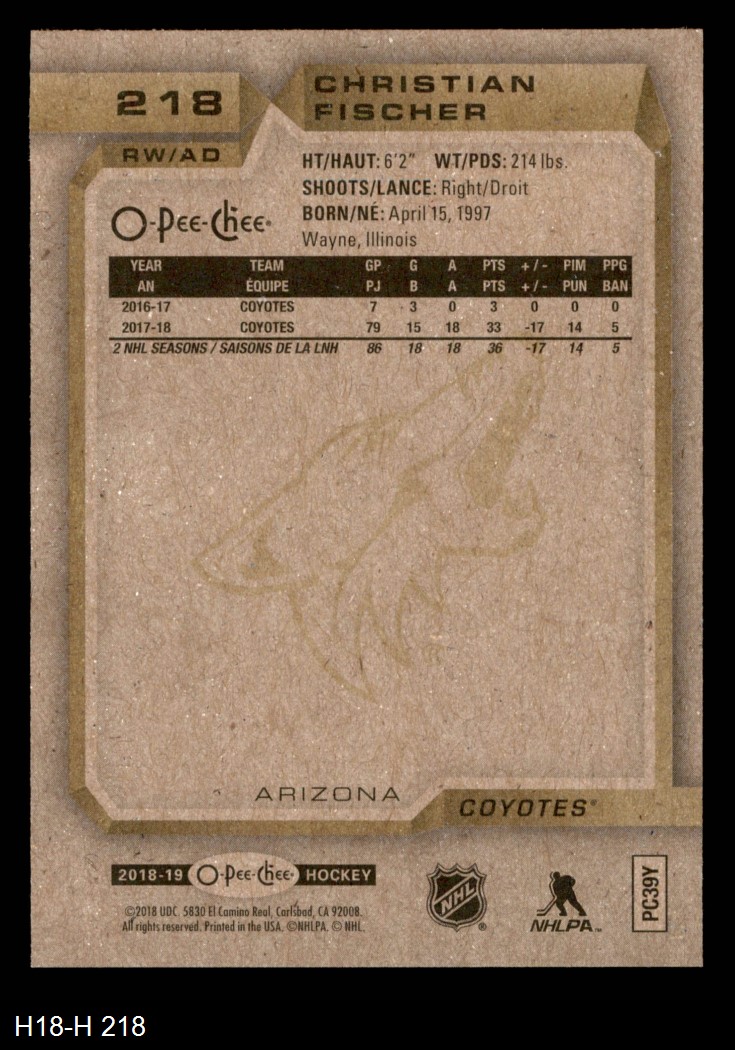 218
CHRISTIAN
FISCHER
RW/AD
HT/HAUT: 6'2" WT/PDS: 214 lbs.
SHOOTS/LANCE: Right/Droit
BORN/NÉ: April 15, 1997
Wayne, Illinois
O-Pee-Chee®
YEAR TEAM GP G A PTS +/- PIM PPG
AN ÉQUIPE PJ B A PTS +/- PUN BAN
2016-17 COYOTES 7 3 0 3 0 0 0
2017-18 COYOTES 79 15 18 33 -17 14 5
2 NHL SEASONS / SAISONS DE LA LNH 86 18 18 36 -17 14 5
ARIZONA
COYOTES®
2018-19 O-Pee-Chee® HOCKEY
©2018 UDC. 5830 El Camino Real, Carlsbad, CA 92008.
All rights reserved. Printed in the USA. ©NHLPA. © NHL.
NHL ®
NHLPA™
PC39Y
H18-H 218